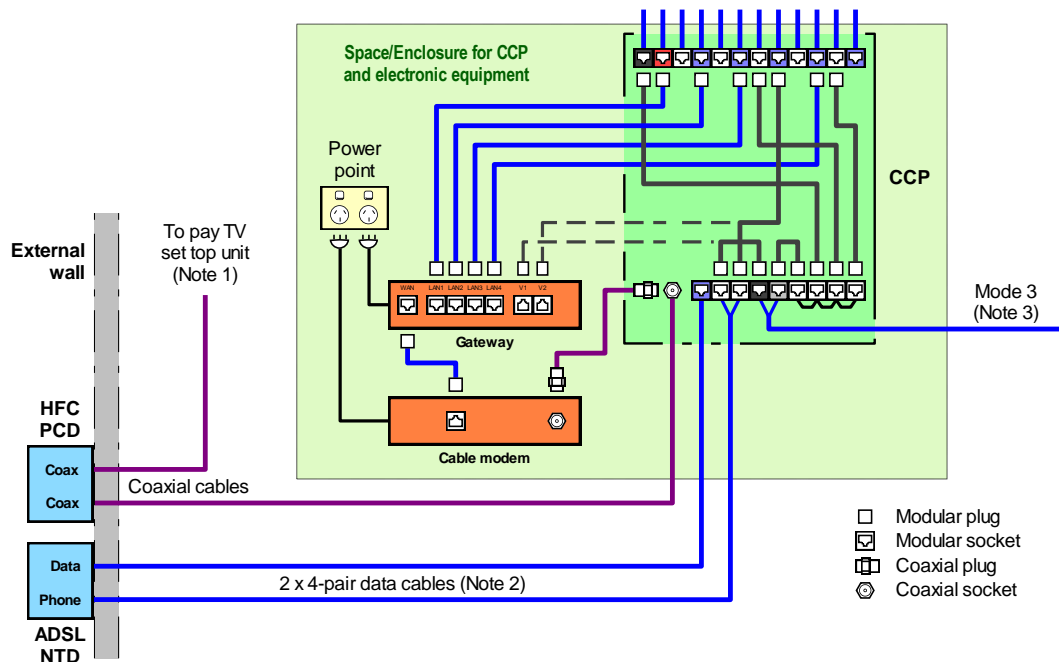 Space/Enclosure for CCP
and electronic equipment
Power
point
CCP
External
wall
To pay TV
set top unit
(Note 1)
WAN
LAN1
LAN2
LAN3
LAN4
V1
V2
Gateway
Mode 3
(Note 3)
HFC
PCD
Coax
Coax
Cable modem
Coaxial cables
Data
Phone
2 x 4-pair data cables (Note 2)
ADSL
NTD
Modular plug
Modular socket
Coaxial plug
Coaxial socket